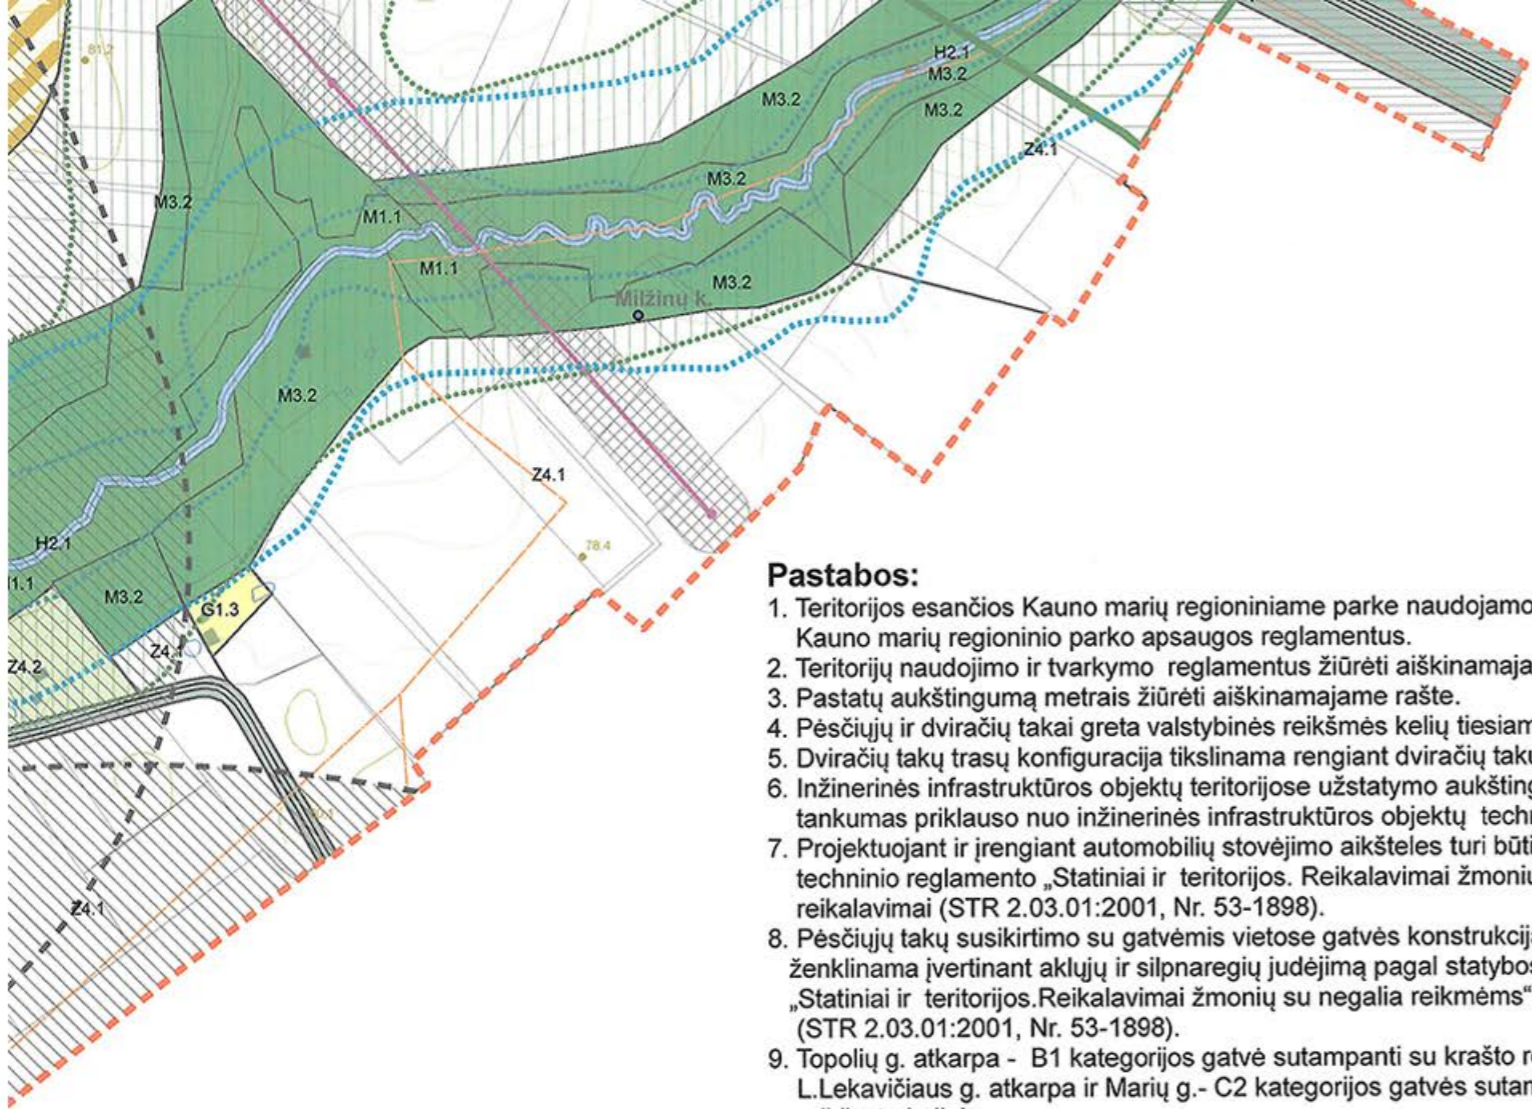 81.2
H2.1
M3.2
M3.2
M3.2
Z4.1
M3.2
M3.2
M1.1
M1.1
M3.2
Milžinų k.
M3.2
Z4.1
78.4
H2.1
M3.2
G1.3
Z4.2
Z4.1
Z4.1
Pastabos:
1. Teritorijos esančios Kauno marių regioniniame parke naudojamo
Kauno marių regioninio parko apsaugos reglamentus.
2. Teritorijų naudojimo ir tvarkymo reglamentus žiūrėti aiškinamaja
3. Pastatų aukštingumą metrais žiūrėti aiškinamajame rašte.
4. Pėsčiųjų ir dviračių takai greta valstybinės reikšmės kelių tiesiam
5. Dviračių takų trasų konfiguracija tikslinama rengiant dviračių takų
6. Inžinerinės infrastruktūros objektų teritorijose užstatymo aukšting
tankumas priklauso nuo inžinerinės infrastruktūros objektų techn
7. Projektuojant ir įrengiant automobilių stovėjimo aikšteles turi būti
techninio reglamento „Statiniai ir teritorijos. Reikalavimai žmonių
reikalavimai (STR 2.03.01:2001, Nr. 53-1898).
8. Pėsčiųjų takų susikirtimo su gatvėmis vietose gatvės konstrukcij
ženklinama įvertinant aklųjų ir silpnaregių judėjimą pagal statybos
„Statiniai ir teritorijos.Reikalavimai žmonių su negalia reikmėms“
(STR 2.03.01:2001, Nr. 53-1898).
9. Topolių g. atkarpa - B1 kategorijos gatvė sutampanti su krašto r
L.Lekavičiaus g. atkarpa ir Marių g.- C2 kategorijos gatvės sutam